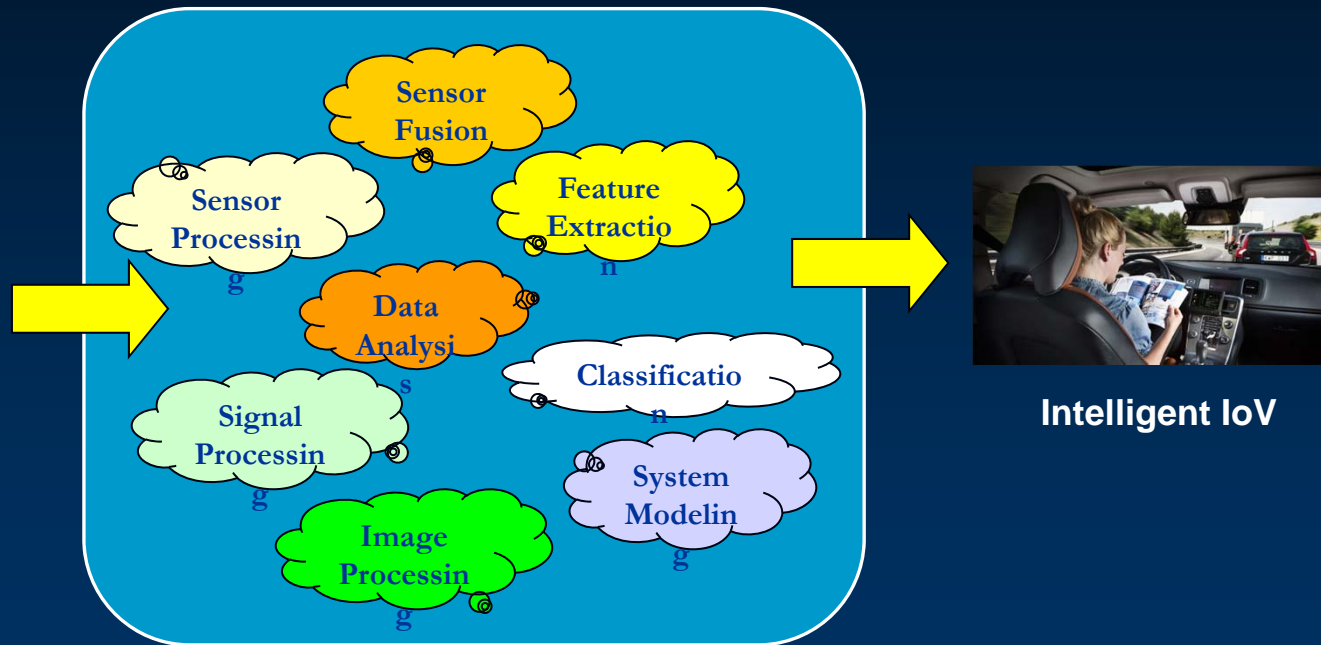 Sensor
Fusion
Sensor
Processin
g
Feature
Extractio
n
Data
Analysi
s
Classificatio
n
Signal
Processin
g
System
Modelin
g
Image
Processin
g
Intelligent IoV